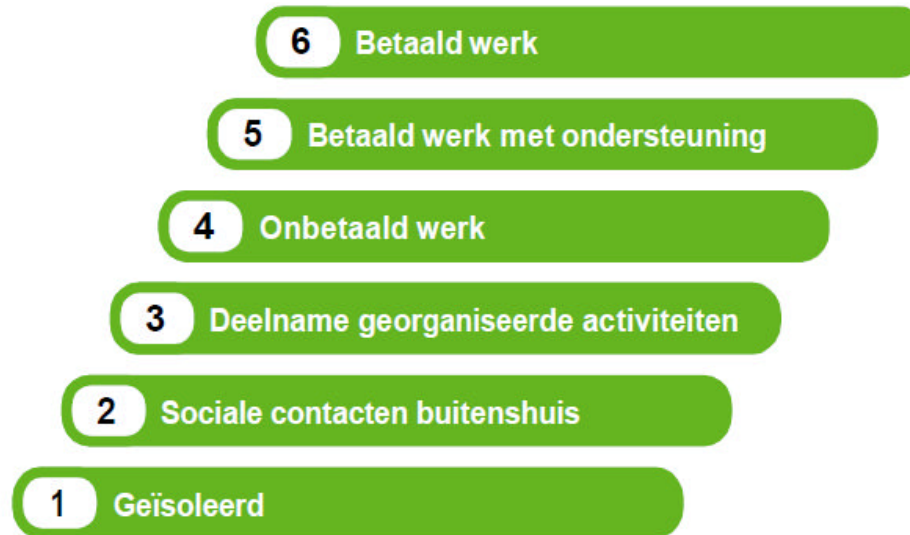 6 Betaald werk
5 Betaald werk met ondersteuning
4 Onbetaald werk
3 Deelname georganiseerde activiteiten
2 Sociale contacten buitenshuis
1 Geïsoleerd